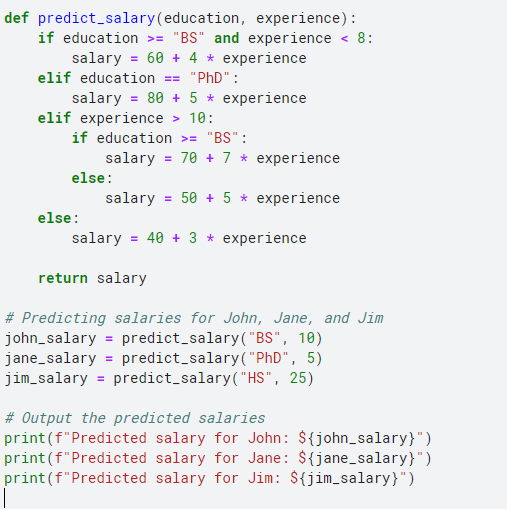 def predict_salary(education, experience):
    if education >= "BS" and experience < 8:
        salary = 60 + 4 * experience
    elif education == "PhD":
        salary = 80 + 5 * experience
    elif experience > 10:
        if education >= "BS":
            salary = 70 + 7 * experience
        else:
            salary = 50 + 5 * experience
    else:
        salary = 40 + 3 * experience

    return salary

# Predicting salaries for John, Jane, and Jim
john_salary = predict_salary("BS", 10)
jane_salary = predict_salary("PhD", 5)
jim_salary = predict_salary("HS", 25)

# Output the predicted salaries
print(f"Predicted salary for John: ${john_salary}")
print(f"Predicted salary for Jane: ${jane_salary}")
print(f"Predicted salary for Jim: ${jim_salary}")